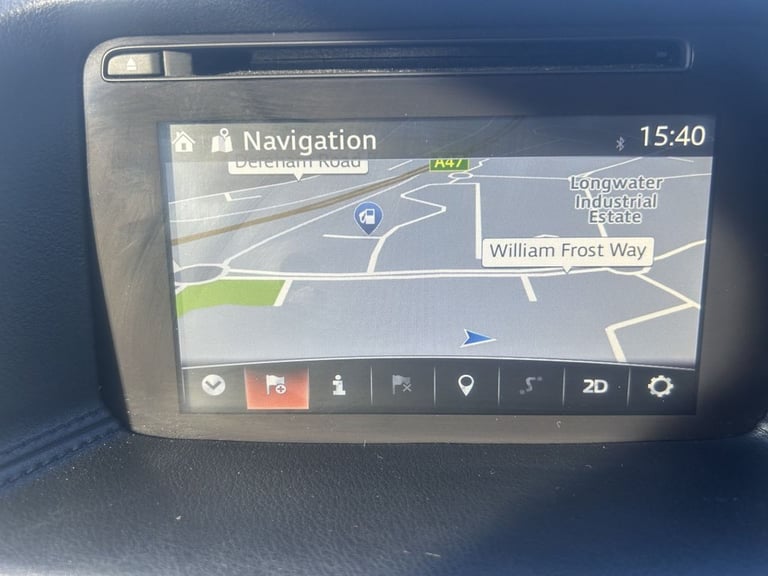 Navigation
15:40
Dereham Road
A47
Longwater
Industrial
Estate
William Frost Way
2D